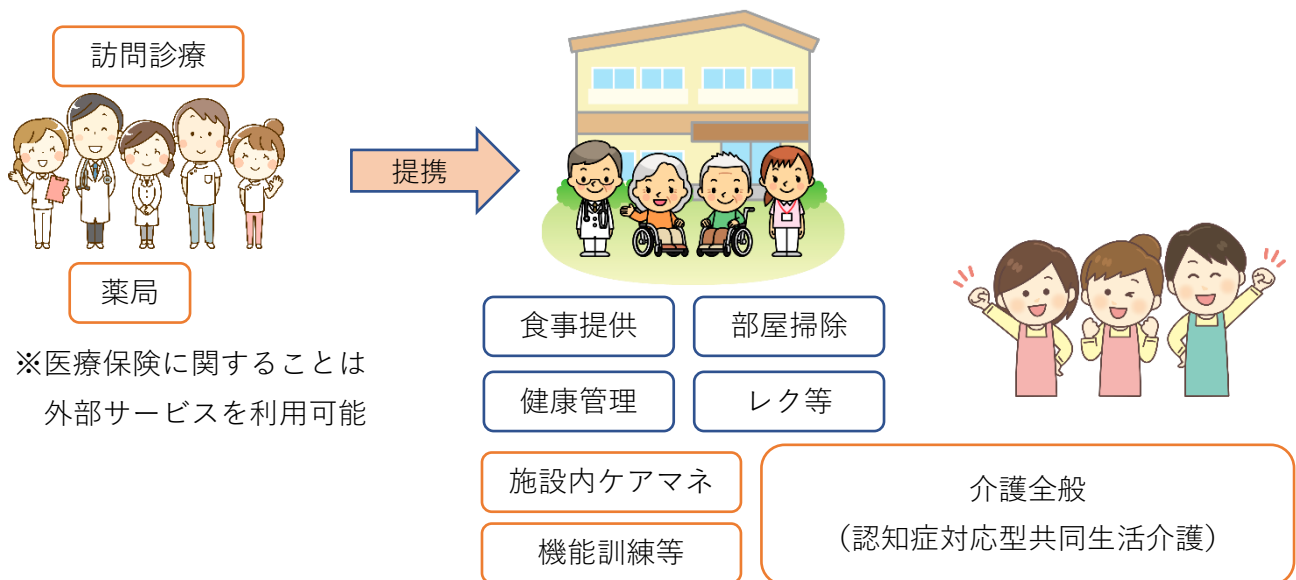 訪問診療
提携
薬局
※医療保険に関することは
外部サービスを利用可能
食事提供
部屋掃除
健康管理
レク等
施設内ケアマネ
機能訓練等
介護全般
（認知症対応型共同生活介護）